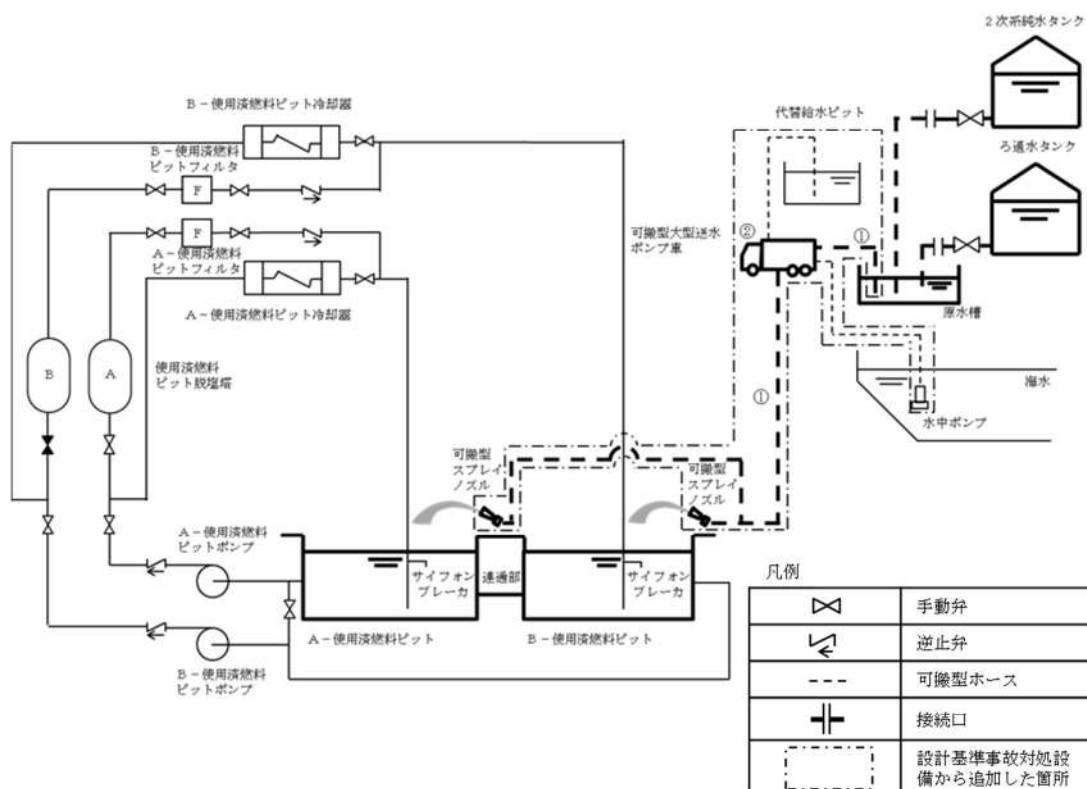 2次系純水タンク
B-使用済燃料ピット冷却器
代替給水ピット
B-使用済燃料
ピットフィルタ
F
ろ過水タンク
F
A-使用済燃料
ピットフィルタ
可搬型大型送水
ポンプ車
②
①
A-使用済燃料ピット冷却器
原水槽
B
A
使用済燃料
ピット脱塩塔
海水
①
水中ポンプ
可搬型
スプレイ
ノズル
可搬型
スプレイ
ノズル
A-使用済燃料
ピットポンプ
サイフォン
ブレーカ
連通部
サイフォン
ブレーカ
A-使用済燃料ピット
B-使用済燃料ピット
B-使用済燃料
ピットポンプ
凡例
手動弁
逆止弁
可搬型ホース
接続口
設計基準事故対処設
備から追加した箇所